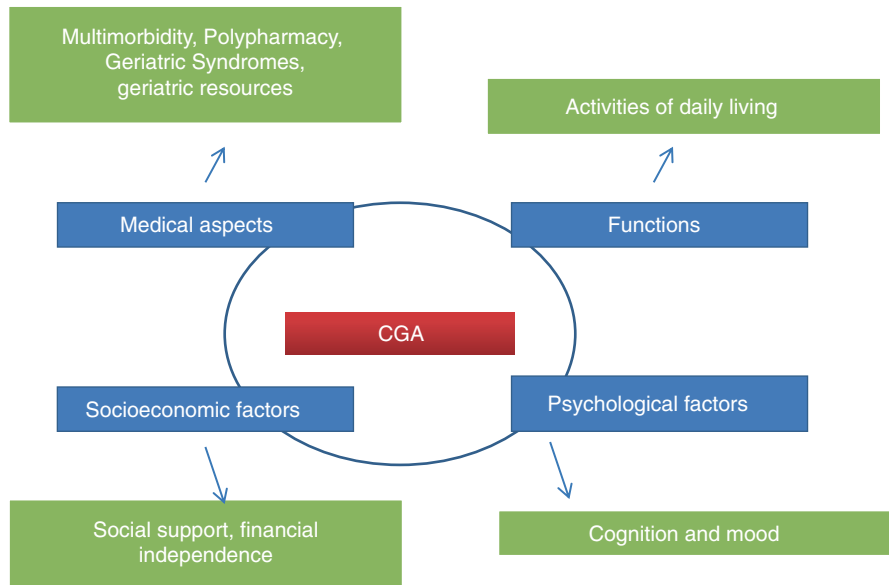 Multimorbidity, Polypharmacy,
Geriatric Syndromes,
geriatric resources
Activities of daily living
Medical aspects
Functions
CGA
Socioeconomic factors
Psychological factors
Social support, financial
independence
Cognition and mood